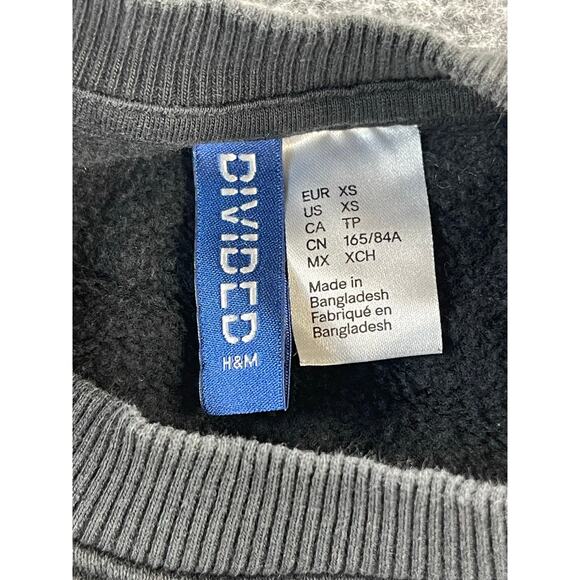 DIVIDED
H&M
EUR XS
US XS
CA TP
CN 165/84A
MX XCH
Made in
Bangladesh
Fabriqué en
Bangladesh